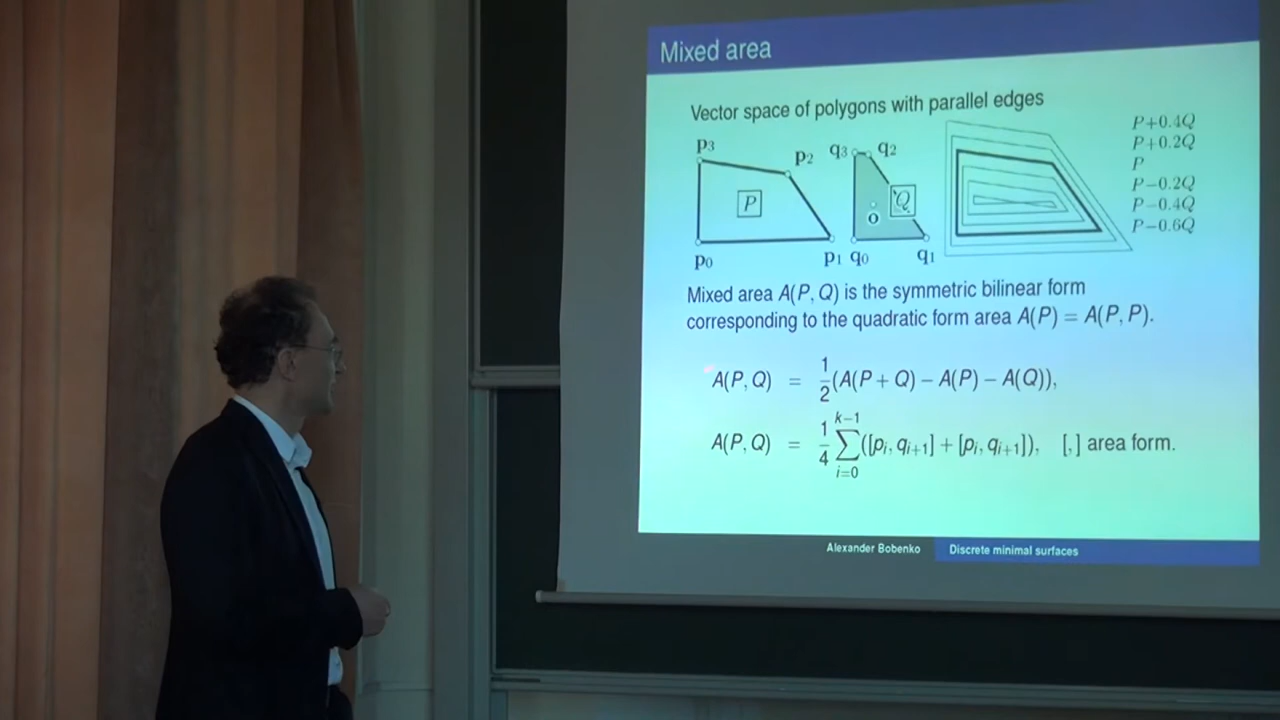 Mixed area
Vector space of polygons with parallel edges
p3 p2 q3 q2
P Q
o
p0 p1 q0 q1
P+0.4Q
P+0.2Q
P
P−0.2Q
P−0.4Q
P−0.6Q
Mixed area A(P, Q) is the symmetric bilinear form
corresponding to the quadratic form area A(P) = A(P, P).
A(P, Q) = 1/2 (A(P + Q) − A(P) − A(Q)),
A(P, Q) = 1/4 ∑_{i=0}^{k−1} ([p_i, q_{i+1}] + [p_i, q_{i+1}]), [,] area form.
Alexander Bobenko Discrete minimal surfaces